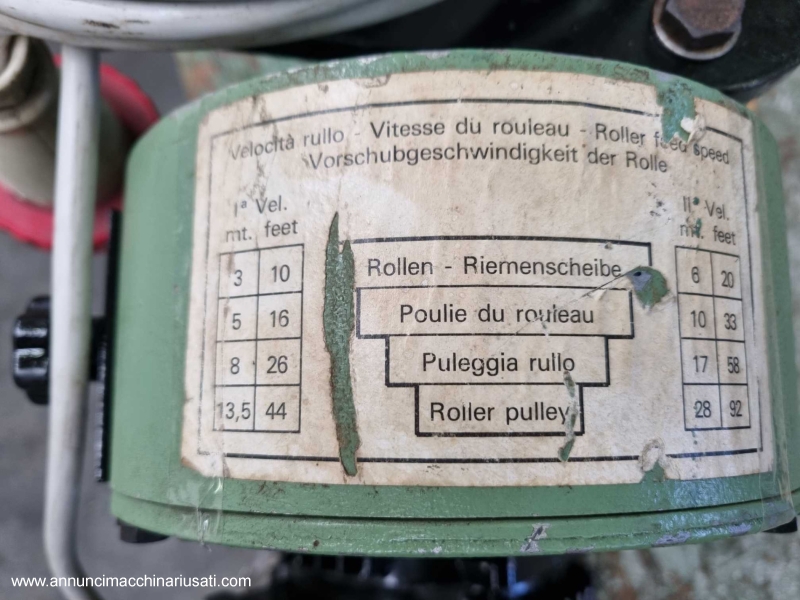 Velocità rullo - Vitesse du rouleau - Roller feed speed
Vorschubgeschwindigkeit der Rolle
Iª Vel.
mt. feet
3 10
5 16
8 26
13,5 44
Rollen - Riemenscheibe
Poulie du rouleau
Puleggia rullo
Roller pulley
IIª Vel.
mt. feet
6 20
10 33
17 58
28 92
www.annuncimacchinariusati.com